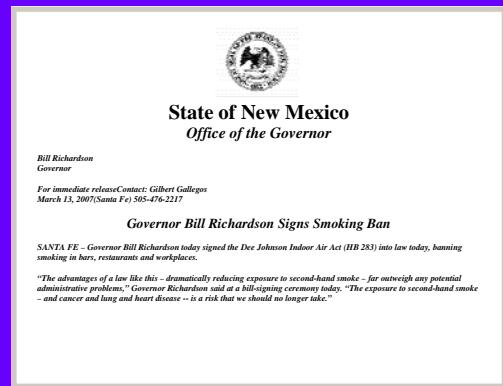 State of New Mexico
Office of the Governor
Bill Richardson
Governor
For immediate releaseContact: Gilbert Gallegos
March 13, 2007(Santa Fe) 505-476-2217
Governor Bill Richardson Signs Smoking Ban
SANTA FE – Governor Bill Richardson today signed the Dee Johnson Indoor Air Act (HB 283) into law today, banning
smoking in bars, restaurants and workplaces.
“The advantages of a law like this – dramatically reducing exposure to second-hand smoke – far outweigh any potential
administrative problems,” Governor Richardson said at a bill-signing ceremony today. “The exposure to second-hand smoke
– and cancer and lung and heart disease -- is a risk that we should no longer take.”